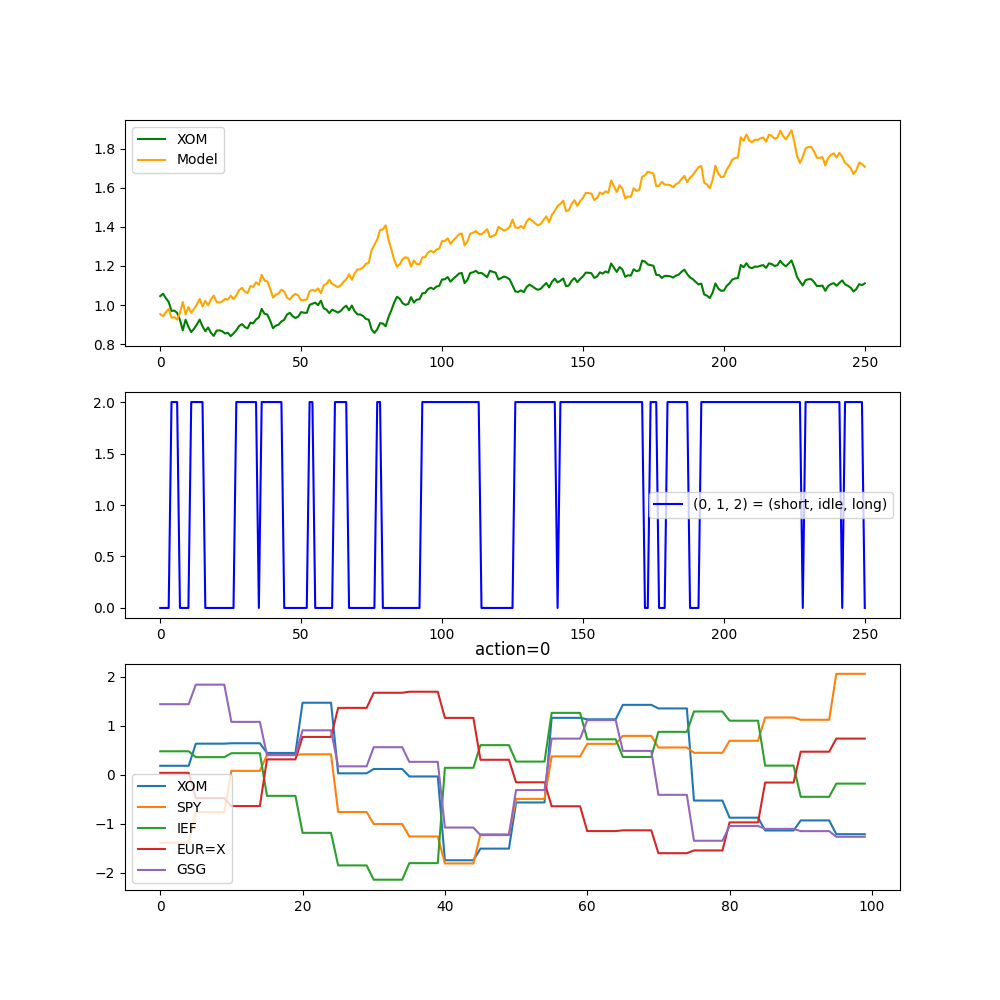 XOM
Model
1.8
1.6
1.4
1.2
1.0
0.8
0 50 100 150 200 250
2.0
1.5
1.0
0.5
0.0
(0, 1, 2) = (short, idle, long)
0 50 100 150 200 250
action=0
2
1
0
−1
−2
XOM
SPY
IEF
EUR=X
GSG
0 20 40 60 80 100